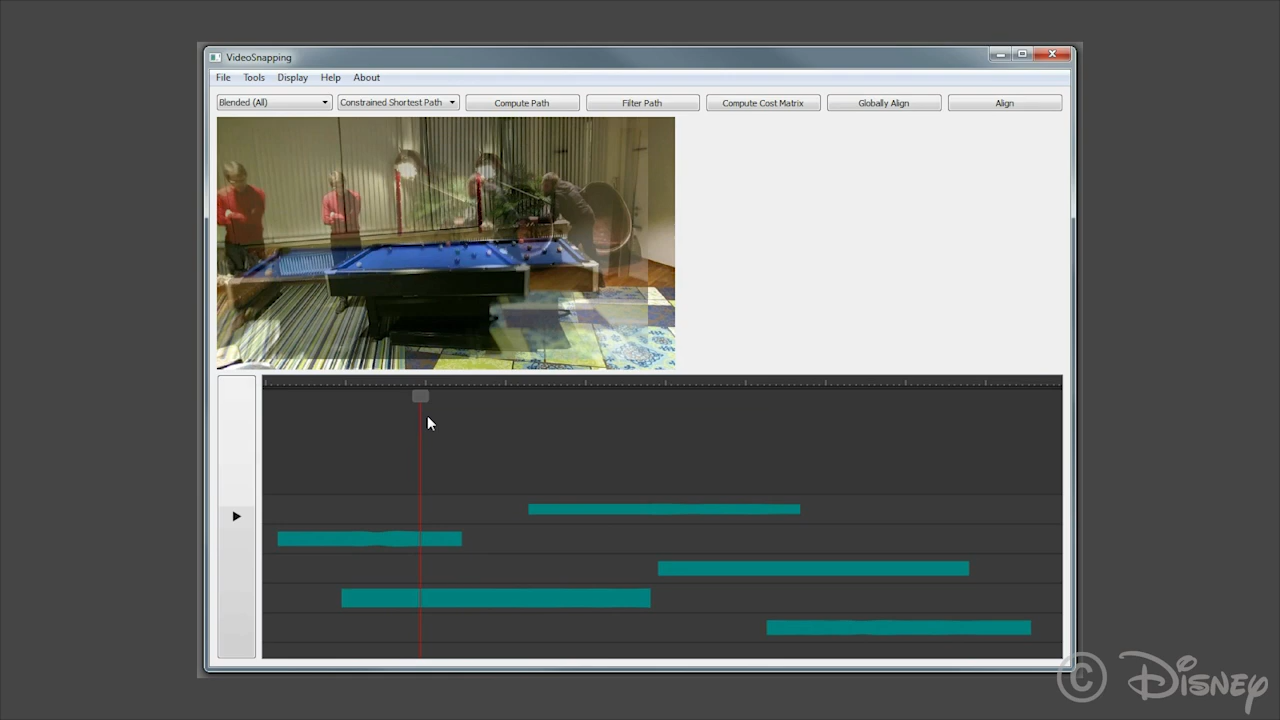 VideoSnapping
File Tools Display Help About
Blended (All) Constrained Shortest Path Compute Path Filter Path Compute Cost Matrix Globally Align Align
© Disney